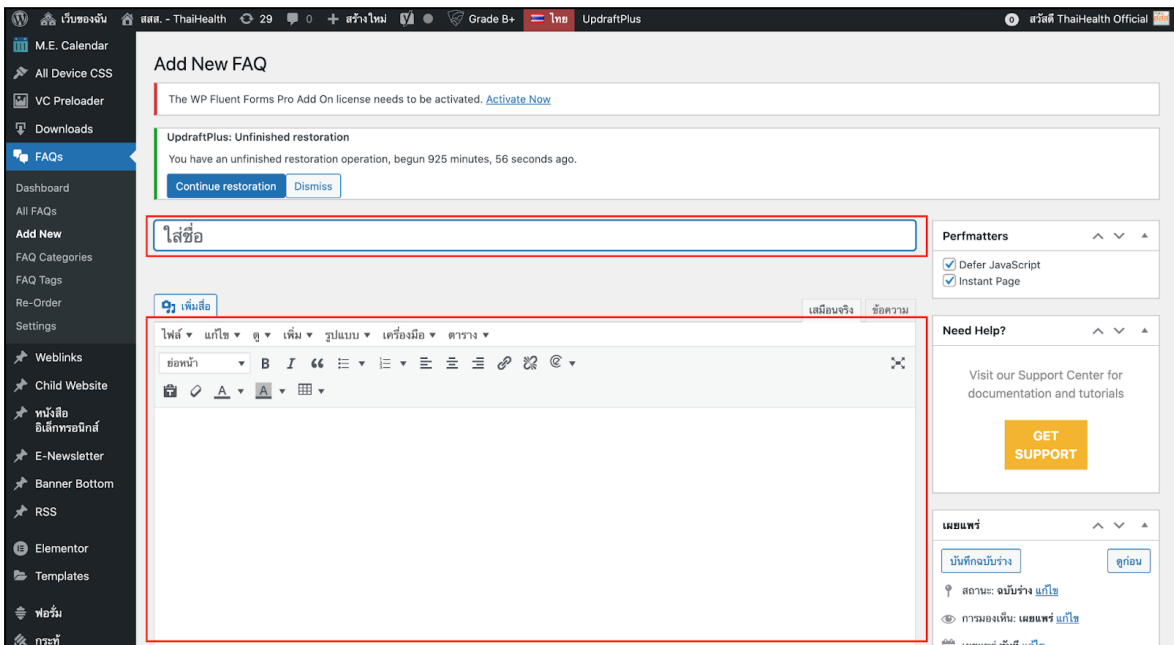 เว็บของฉัน สสส. - ThaiHealth 29 0 + สร้างใหม่ Grade B+ ไทย UpdraftPlus 0 สวัสดี ThaiHealth Official
M.E. Calendar
All Device CSS
VC Preloader
Downloads
FAQs
Dashboard
All FAQs
Add New
FAQ Categories
FAQ Tags
Re-Order
Settings
Weblinks
Child Website
หนังสือ
อิเล็กทรอนิกส์
E-Newsletter
Banner Bottom
RSS
Elementor
Templates
ฟอร์ม
กระทู้
Add New FAQ
The WP Fluent Forms Pro Add On license needs to be activated. Activate Now
UpdraftPlus: Unfinished restoration
You have an unfinished restoration operation, begun 925 minutes, 56 seconds ago.
Continue restoration Dismiss
ใส่ชื่อ
เพิ่มสื่อ
เสมือนจริง ข้อความ
ไฟล์ แก้ไข ดู เพิ่ม รูปแบบ เครื่องมือ ตาราง
ย่อหน้า B I
A A
Perfmatters
Defer JavaScript
Instant Page
Need Help?
Visit our Support Center for
documentation and tutorials
GET
SUPPORT
เผยแพร่
บันทึกฉบับร่าง ดูก่อน
สถานะ: ฉบับร่าง แก้ไข
การมองเห็น: เผยแพร่ แก้ไข